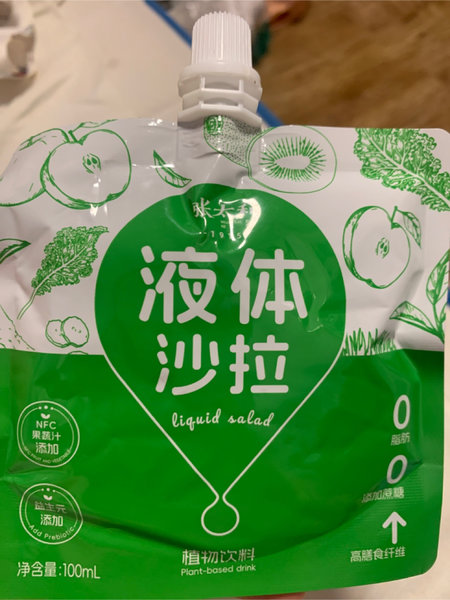 液体
沙拉
liquid salad
NFC
果蔬汁
添加
益生元
添加
Add Prebiotic
0
脂肪
0
添加蔗糖
高膳食纤维
植物饮料
Plant-based drink
净含量:100mL